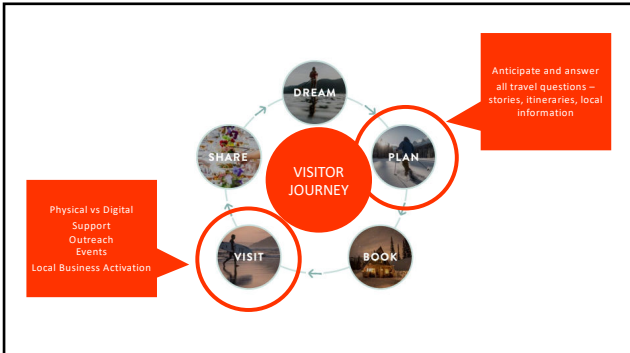 Anticipate and answer
all travel questions –
stories, itineraries, local
information
DREAM
SHARE
PLAN
VISITOR
JOURNEY
Physical vs Digital
Support
Outreach
Events
Local Business Activation
VISIT
BOOK